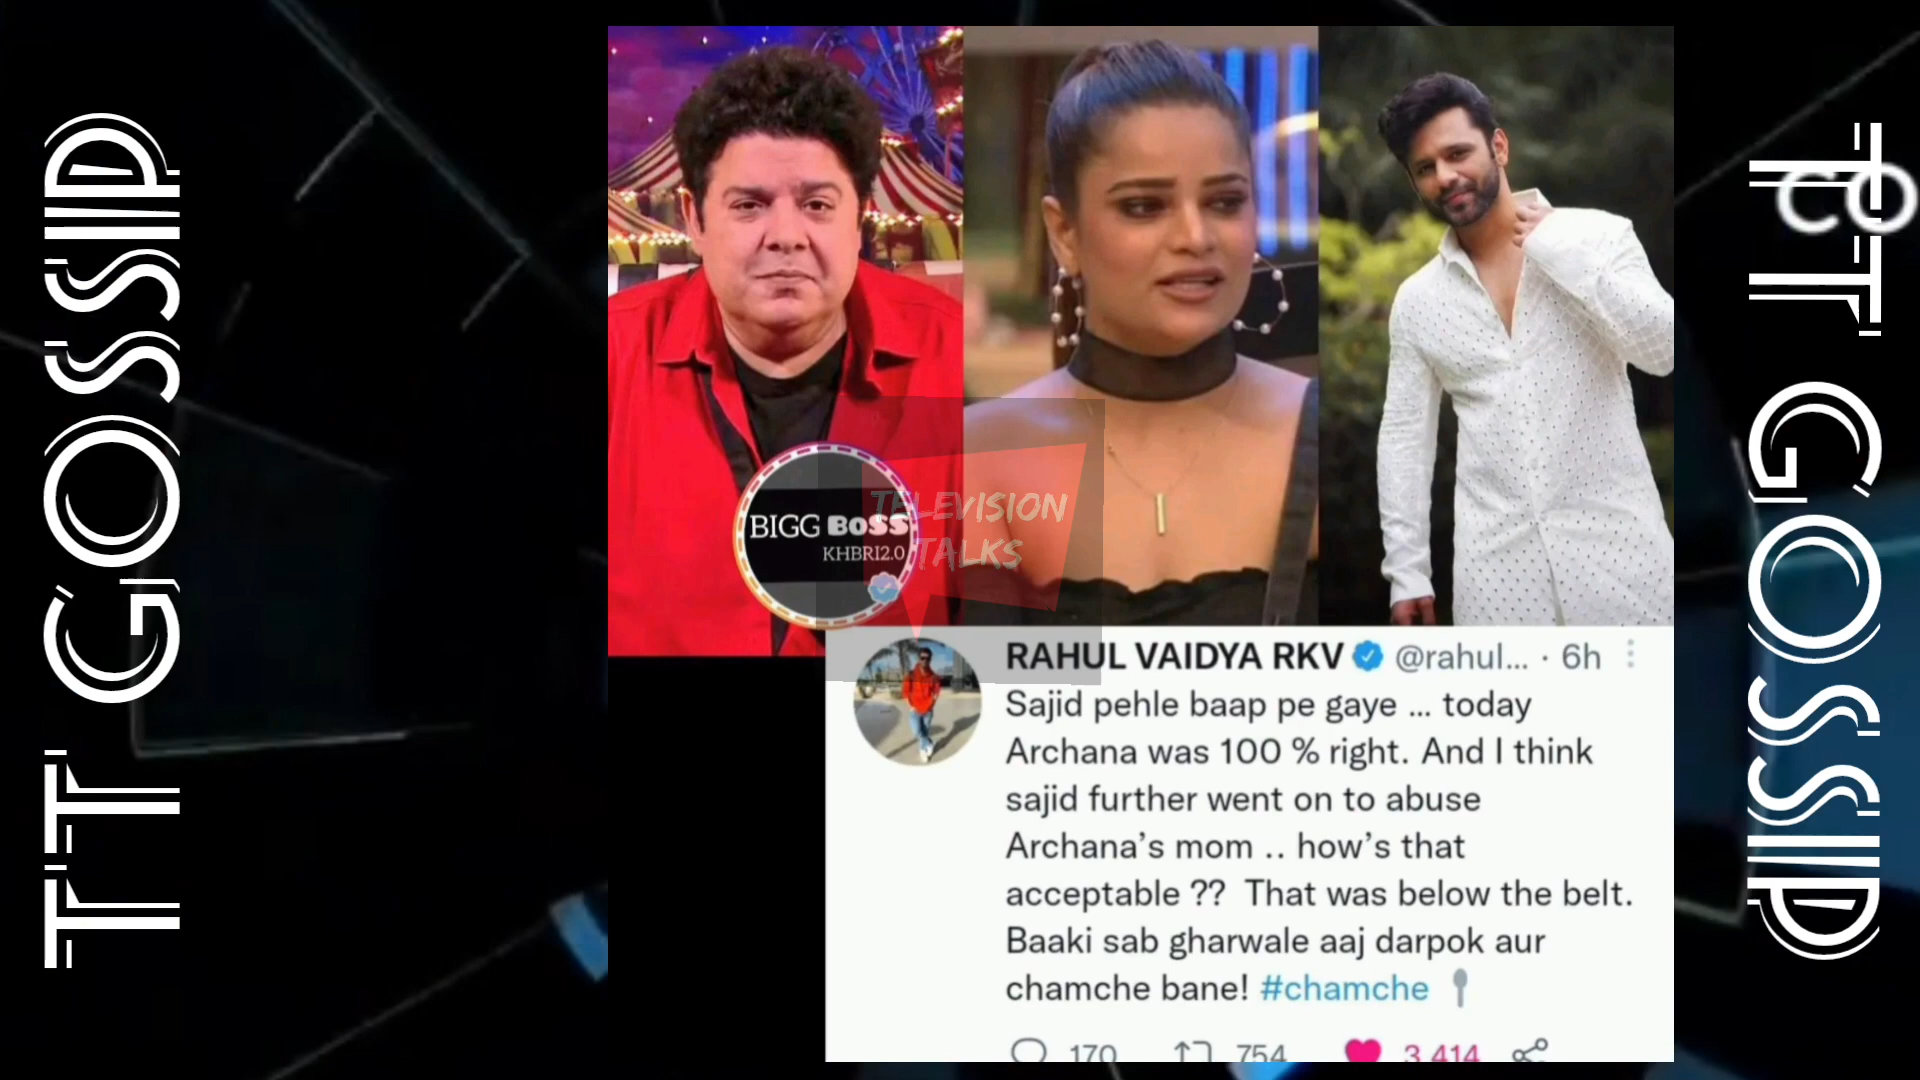 TT GOSSIP
BIGG BOSS
KHBRI2.0
TELEVISION
TALKS
RAHUL VAIDYA RKV @rahul... · 6h
Sajid pehle baap pe gaye ... today
Archana was 100 % right. And I think
sajid further went on to abuse
Archana's mom .. how's that
acceptable ?? That was below the belt.
Baaki sab gharwale aaj darpok aur
chamche bane! #chamche
170 754 3,414
TT GOSSIP